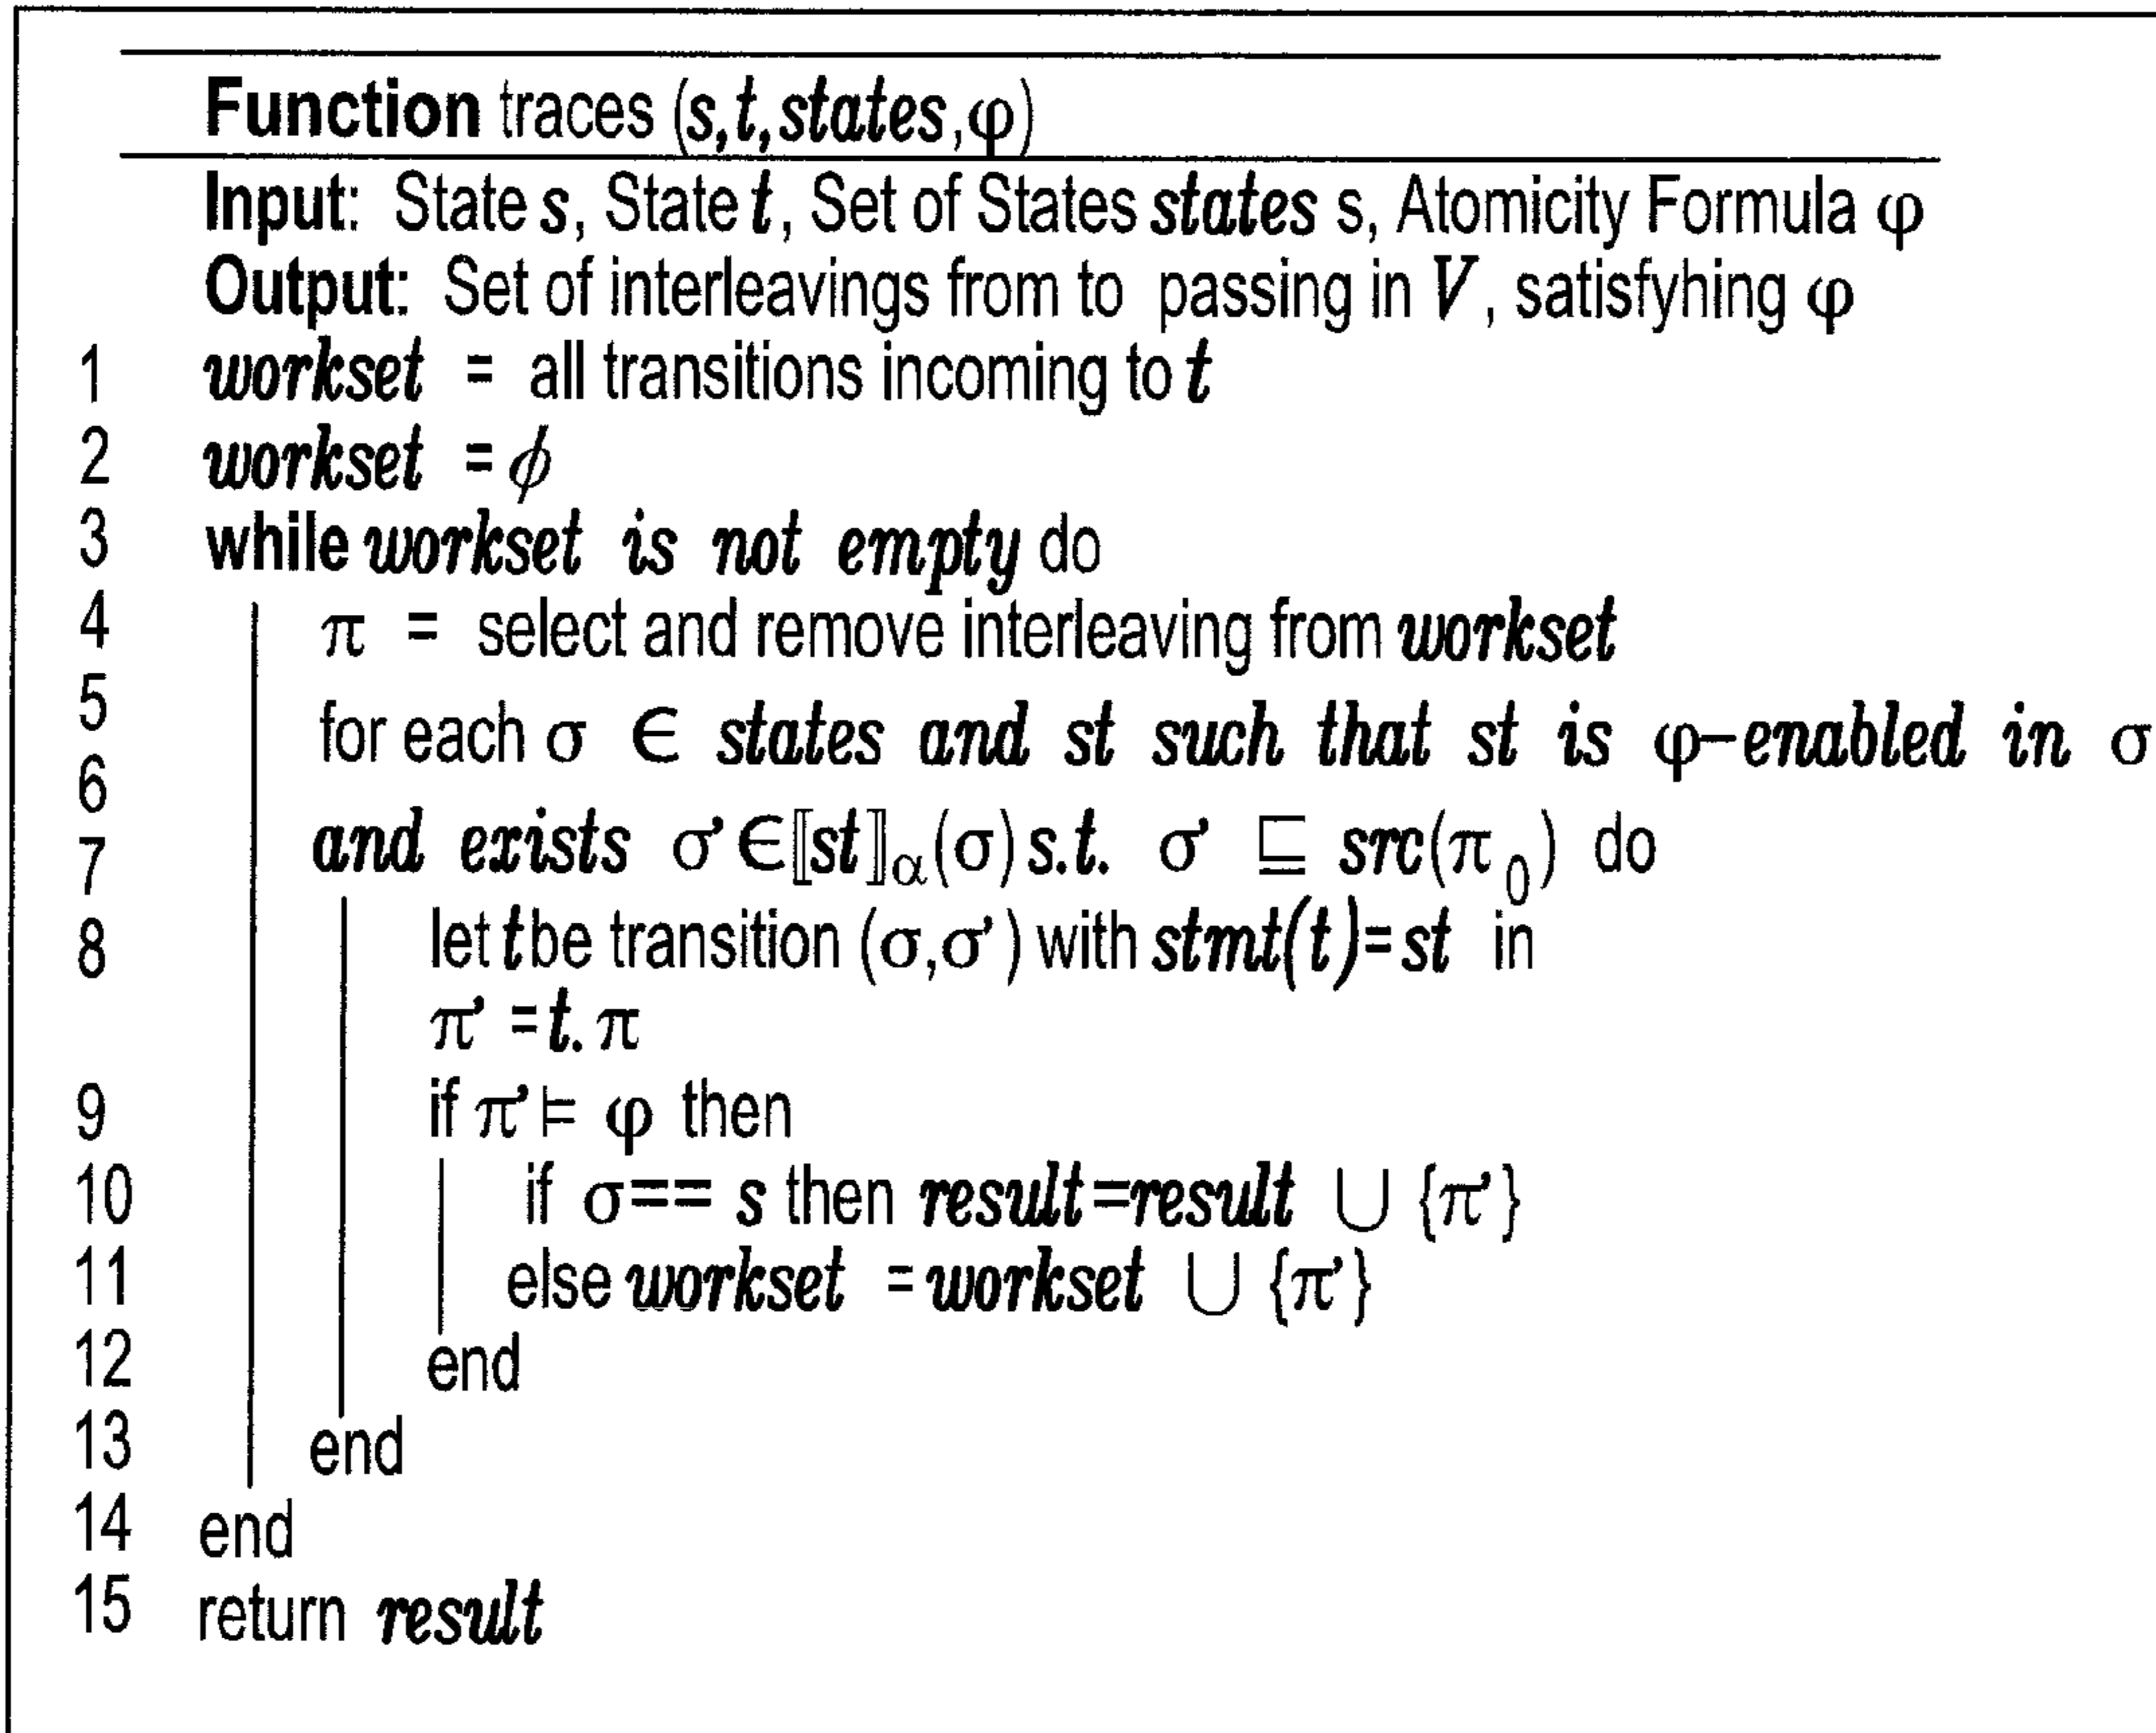 Function traces (s,t,states,φ)
Input: State s, State t, Set of States states s, Atomicity Formula φ
Output: Set of interleavings from to passing in V, satisfyhing φ
1 workset = all transitions incoming to t
2 workset = ϕ
3 while workset is not empty do
4 π = select and remove interleaving from workset
5 for each σ ∈ states and st such that st is φ-enabled in σ
6
7 and exists σ' ∈ ⟦st⟧α(σ) s.t. σ' ⊑ src(π0) do
8 let t be transition (σ,σ') with stmt(t)=st in
π' = t. π
9 if π' ⊨ φ then
10 if σ== s then result=result ∪ {π'}
11 else workset = workset ∪ {π'}
12 end
13 end
14 end
15 return result